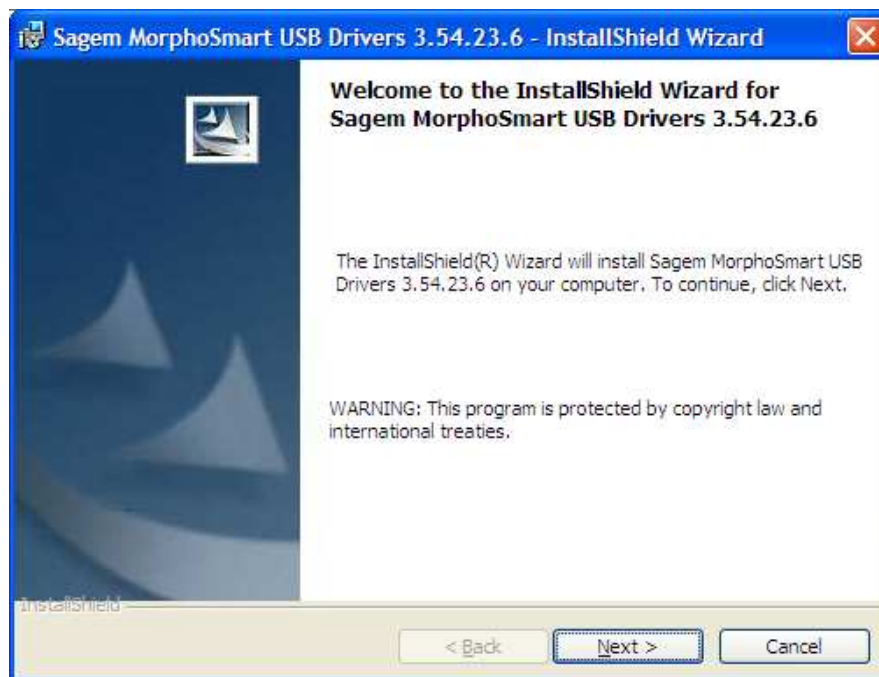 Sagem MorphoSmart USB Drivers 3.54.23.6 - InstallShield Wizard
Welcome to the InstallShield Wizard for
Sagem MorphoSmart USB Drivers 3.54.23.6
The InstallShield(R) Wizard will install Sagem MorphoSmart USB
Drivers 3.54.23.6 on your computer. To continue, click Next.
WARNING: This program is protected by copyright law and
international treaties.
InstallShield
< Back Next > Cancel